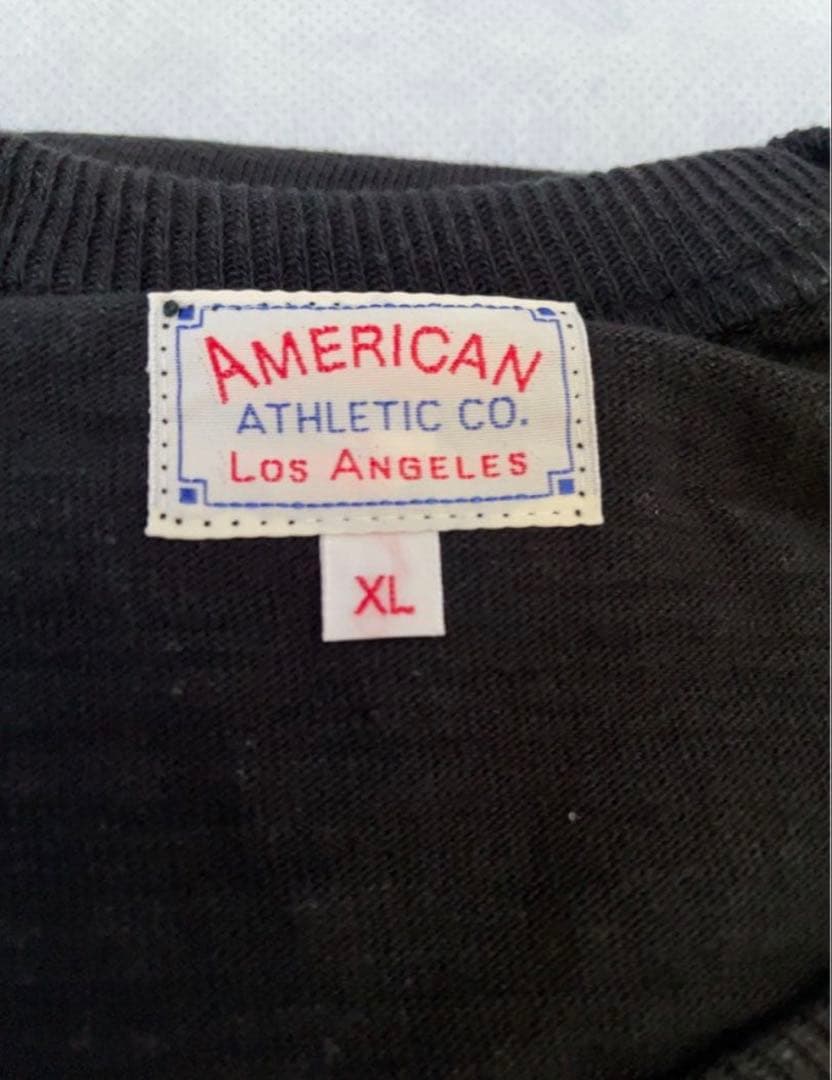 AMERICAN
ATHLETIC CO.
LOS ANGELES
XL